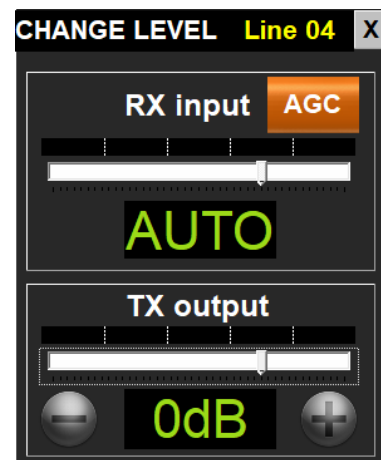 CHANGE LEVEL Line 04 X
RX input AGC
AUTO
TX output
- 0dB +